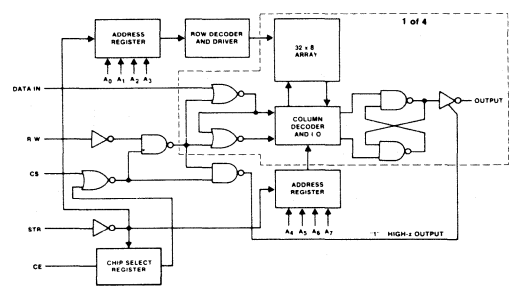 1 of 4
ADDRESS
REGISTER
ROW DECODER
AND DRIVER
32 x 8
ARRAY
A0 A1 A2 A3
DATA IN
OUTPUT
R W
COLUMN
DECODER
AND I O
CS
ADDRESS
REGISTER
A4 A5 A6 A7
STR
"1" HIGH-z OUTPUT
CE
CHIP SELECT
REGISTER